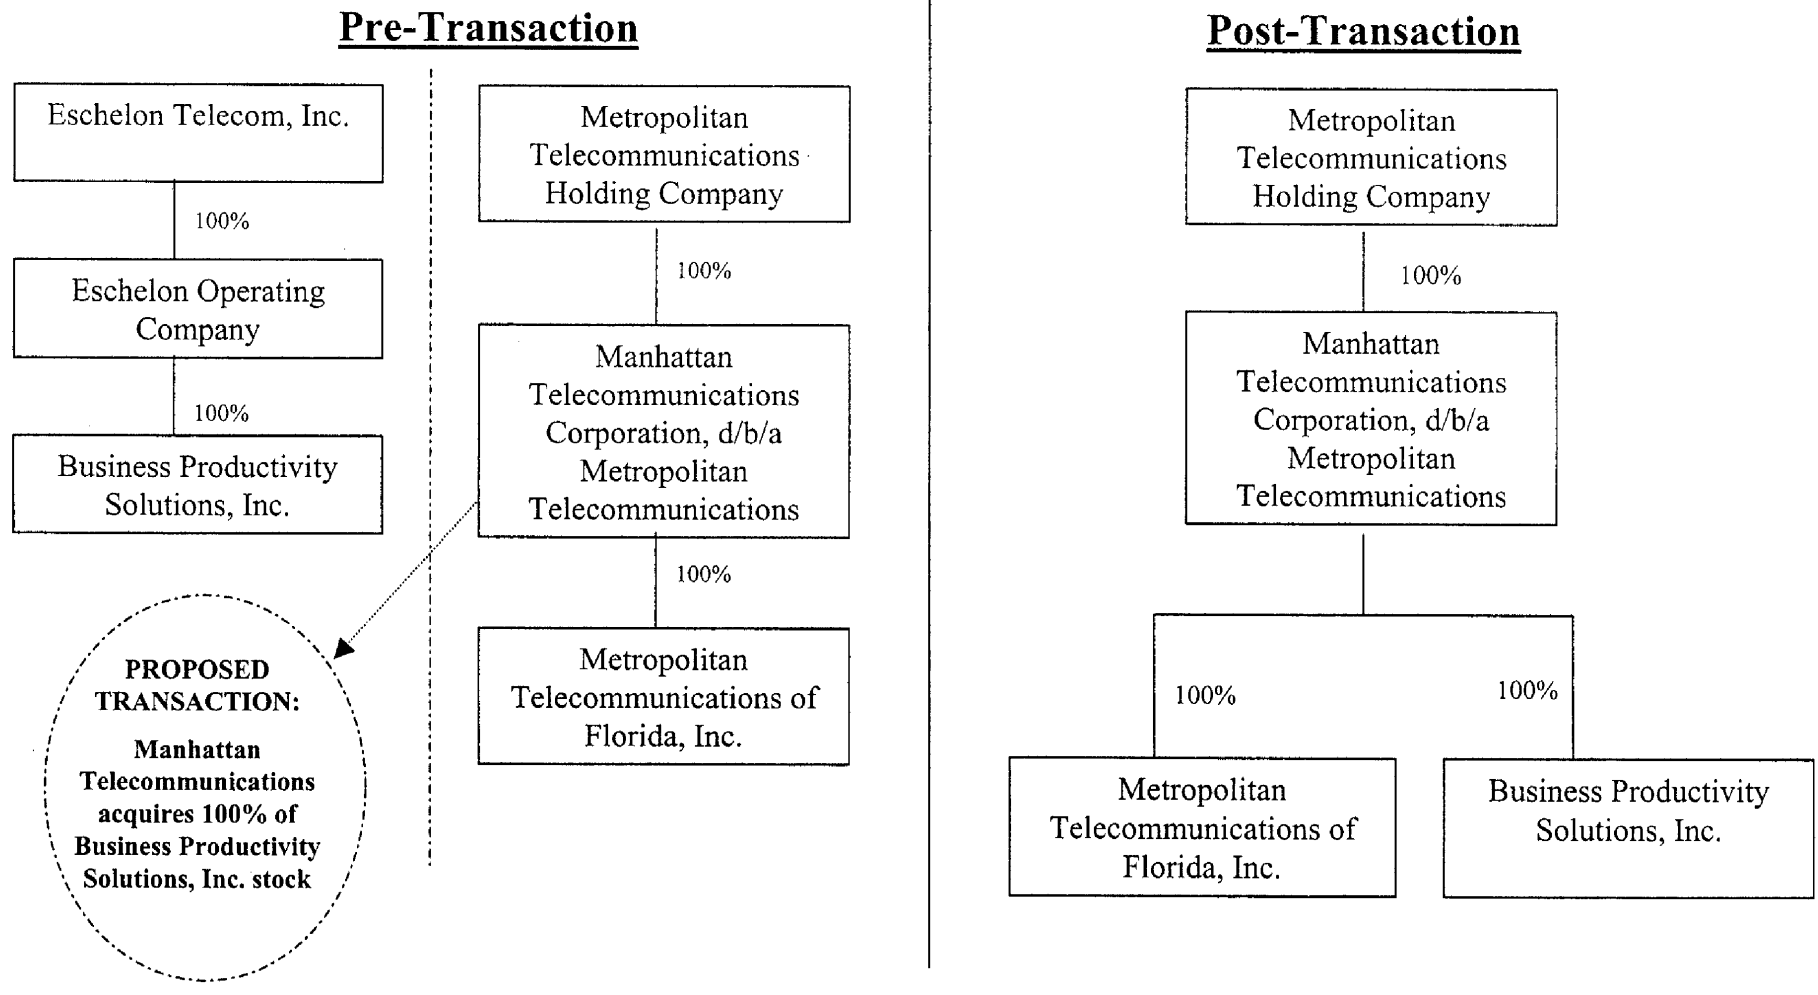 Pre-Transaction
Eschelon Telecom, Inc.
100%
Eschelon Operating
Company
100%
Business Productivity
Solutions, Inc.
PROPOSED
TRANSACTION:
Manhattan
Telecommunications
acquires 100% of
Business Productivity
Solutions, Inc. stock
Metropolitan
Telecommunications
Holding Company
100%
Manhattan
Telecommunications
Corporation, d/b/a
Metropolitan
Telecommunications
100%
Metropolitan
Telecommunications of
Florida, Inc.
Post-Transaction
Metropolitan
Telecommunications
Holding Company
100%
Manhattan
Telecommunications
Corporation, d/b/a
Metropolitan
Telecommunications
100%
100%
Metropolitan
Telecommunications of
Florida, Inc.
Business Productivity
Solutions, Inc.